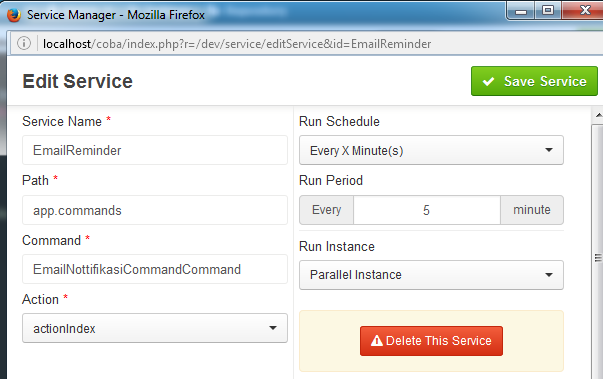 Service Manager - Mozilla Firefox
localhost/coba/index.php?r=/dev/service/editService&id=EmailReminder
Edit Service
Save Service
Service Name *
EmailReminder
Path *
app.commands
Command *
EmailNottifikasiCommandCommand
Action *
actionIndex
Run Schedule
Every X Minute(s)
Run Period
Every 5 minute
Run Instance
Parallel Instance
Delete This Service